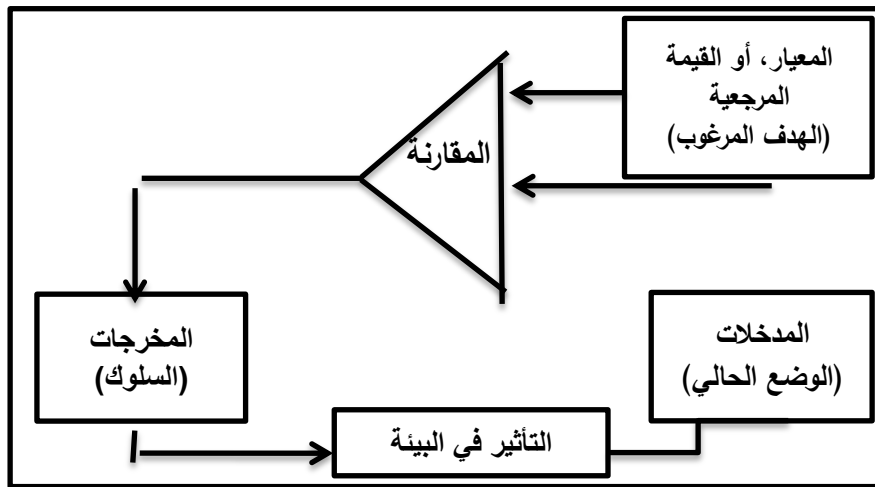 المعيار، أو القيمة
المرجعية
(الهدف المرغوب)
المقارنة
المخرجات
(السلوك)
المدخلات
(الوضع الحالي)
التأثير في البيئة